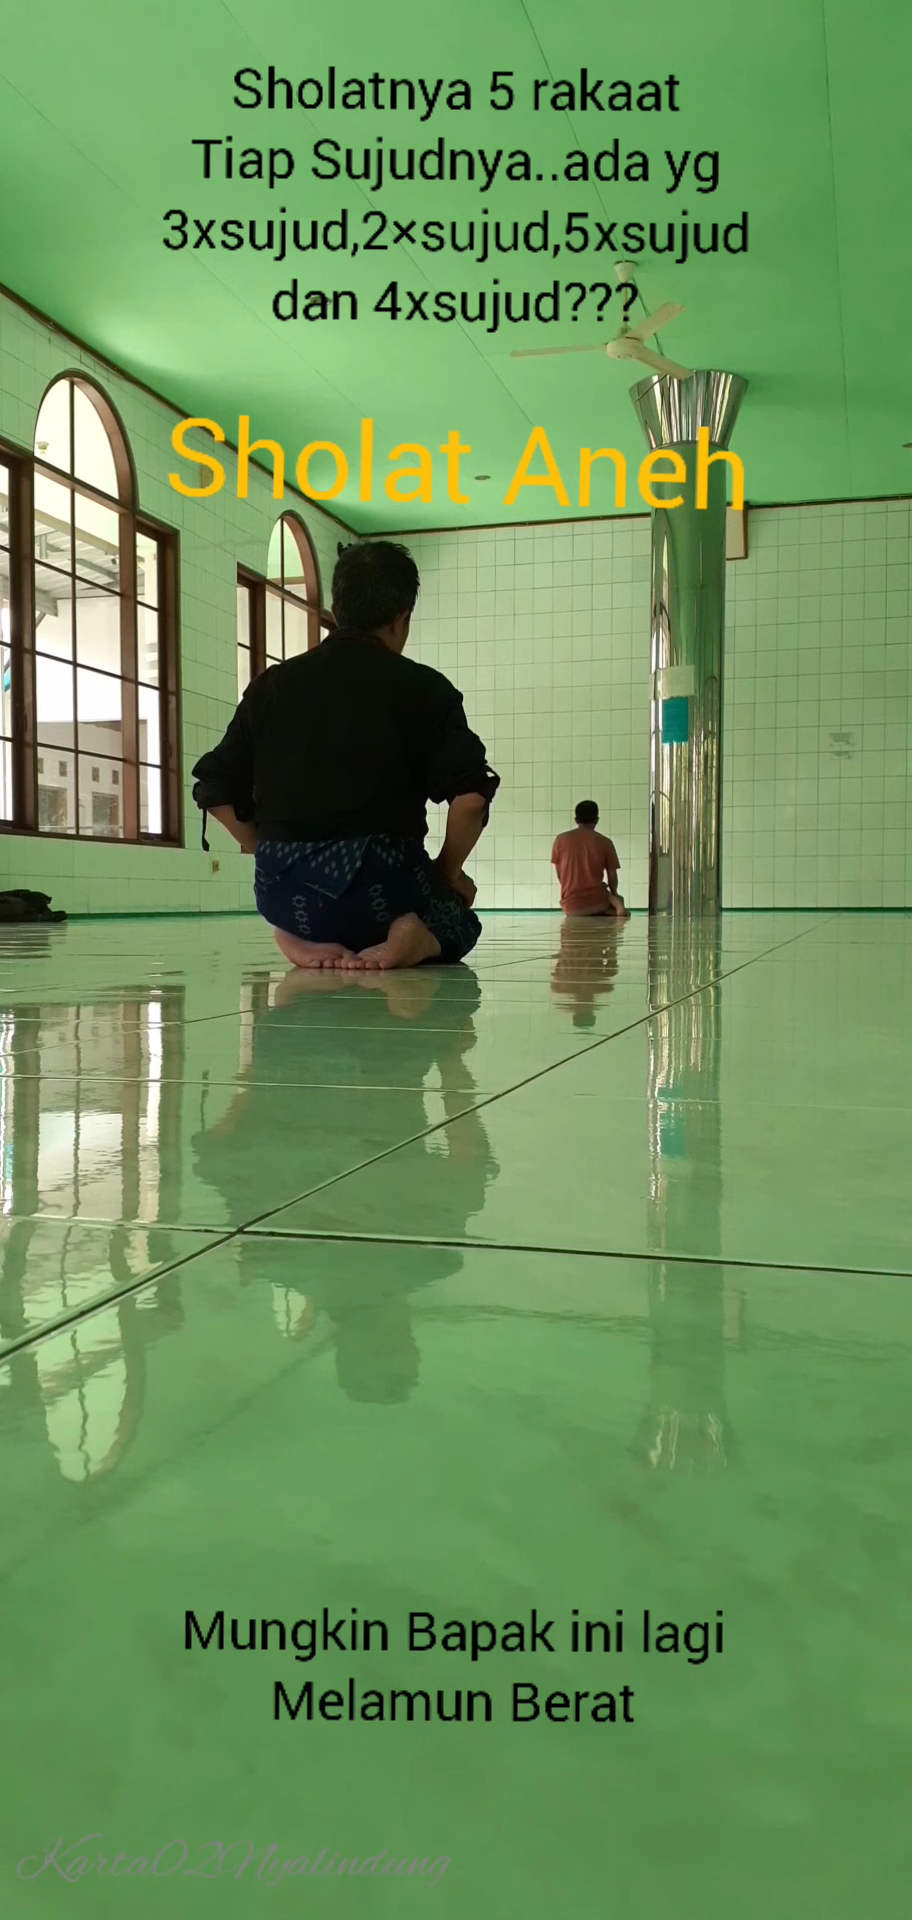 Sholatnya 5 rakaat
Tiap Sujudnya..ada yg
3xsujud,2×sujud,5xsujud
dan 4xsujud???
Sholat Aneh
Mungkin Bapak ini lagi
Melamun Berat
Karta02Nyalindung